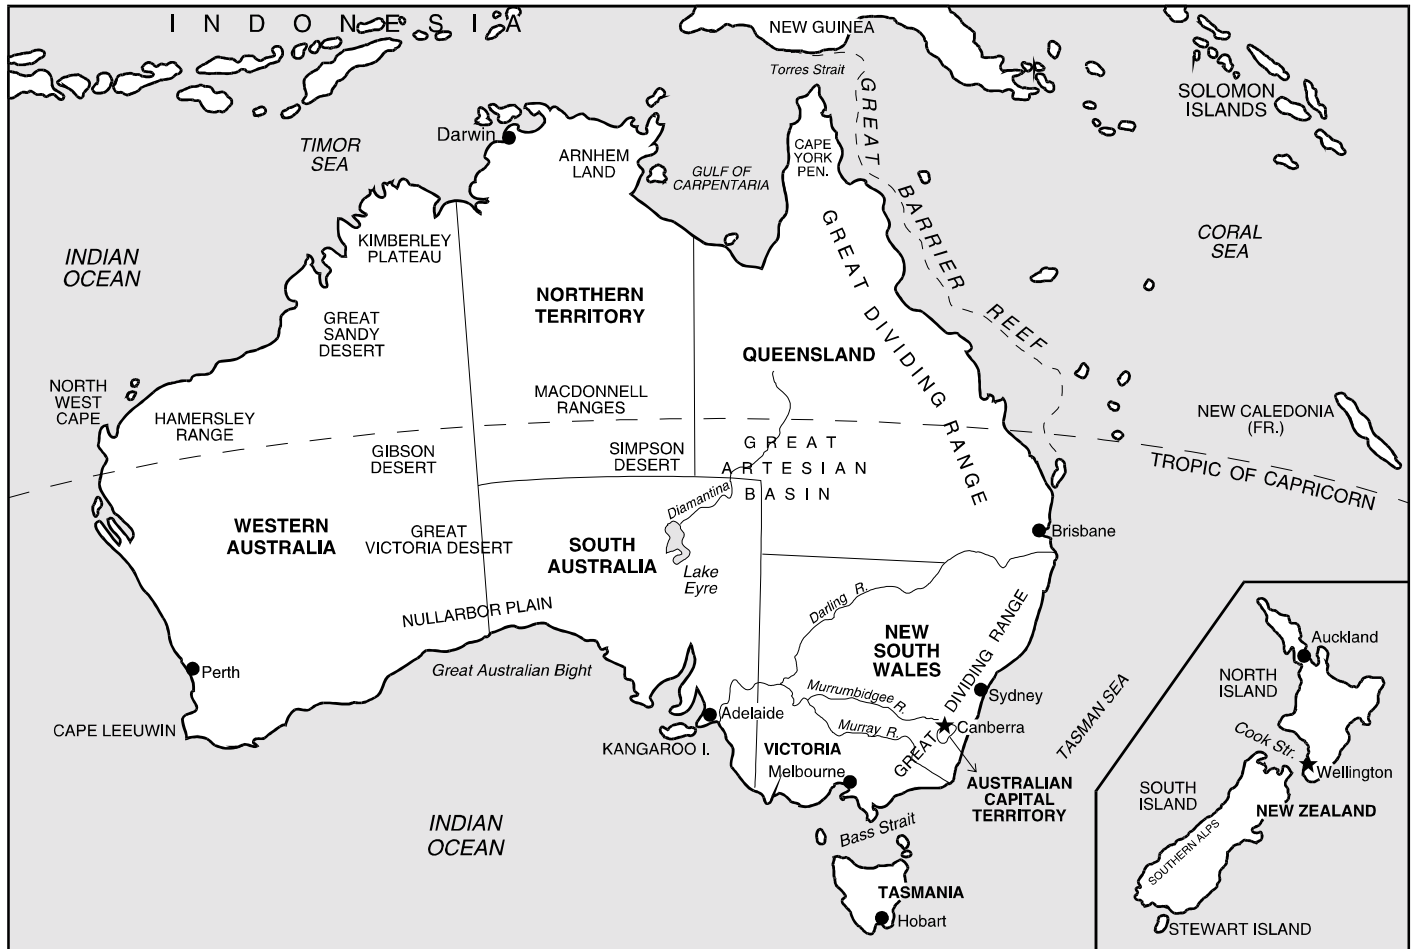 I N D O N E S I A
NEW GUINEA
Torres Strait
SOLOMON
ISLANDS
Darwin
TIMOR
SEA
ARNHEM
LAND
CAPE
YORK
PEN.
GULF OF
CARPENTARIA
GREAT BARRIER REEF
CORAL
SEA
INDIAN
OCEAN
KIMBERLEY
PLATEAU
GREAT DIVIDING RANGE
NORTHERN
TERRITORY
GREAT
SANDY
DESERT
QUEENSLAND
NORTH
WEST
CAPE
HAMERSLEY
RANGE
MACDONNELL
RANGES
NEW CALEDONIA
(FR.)
GIBSON
DESERT
SIMPSON
DESERT
GREAT
ARTESIAN
BASIN
TROPIC OF CAPRICORN
Diamantina
WESTERN
AUSTRALIA
GREAT
VICTORIA DESERT
SOUTH
AUSTRALIA
Brisbane
Lake
Eyre
NULLARBOR PLAIN
Darling R.
NEW
SOUTH
WALES
GREAT DIVIDING RANGE
Perth
Great Australian Bight
Murrumbidgee R.
Sydney
Adelaide
Murray R.
Canberra
TASMAN SEA
CAPE LEEUWIN
KANGAROO I.
VICTORIA
Melbourne
AUSTRALIAN
CAPITAL
TERRITORY
INDIAN
OCEAN
Bass Strait
TASMANIA
Hobart
Auckland
NORTH
ISLAND
Cook Str.
Wellington
SOUTH
ISLAND
NEW ZEALAND
SOUTHERN ALPS
STEWART ISLAND